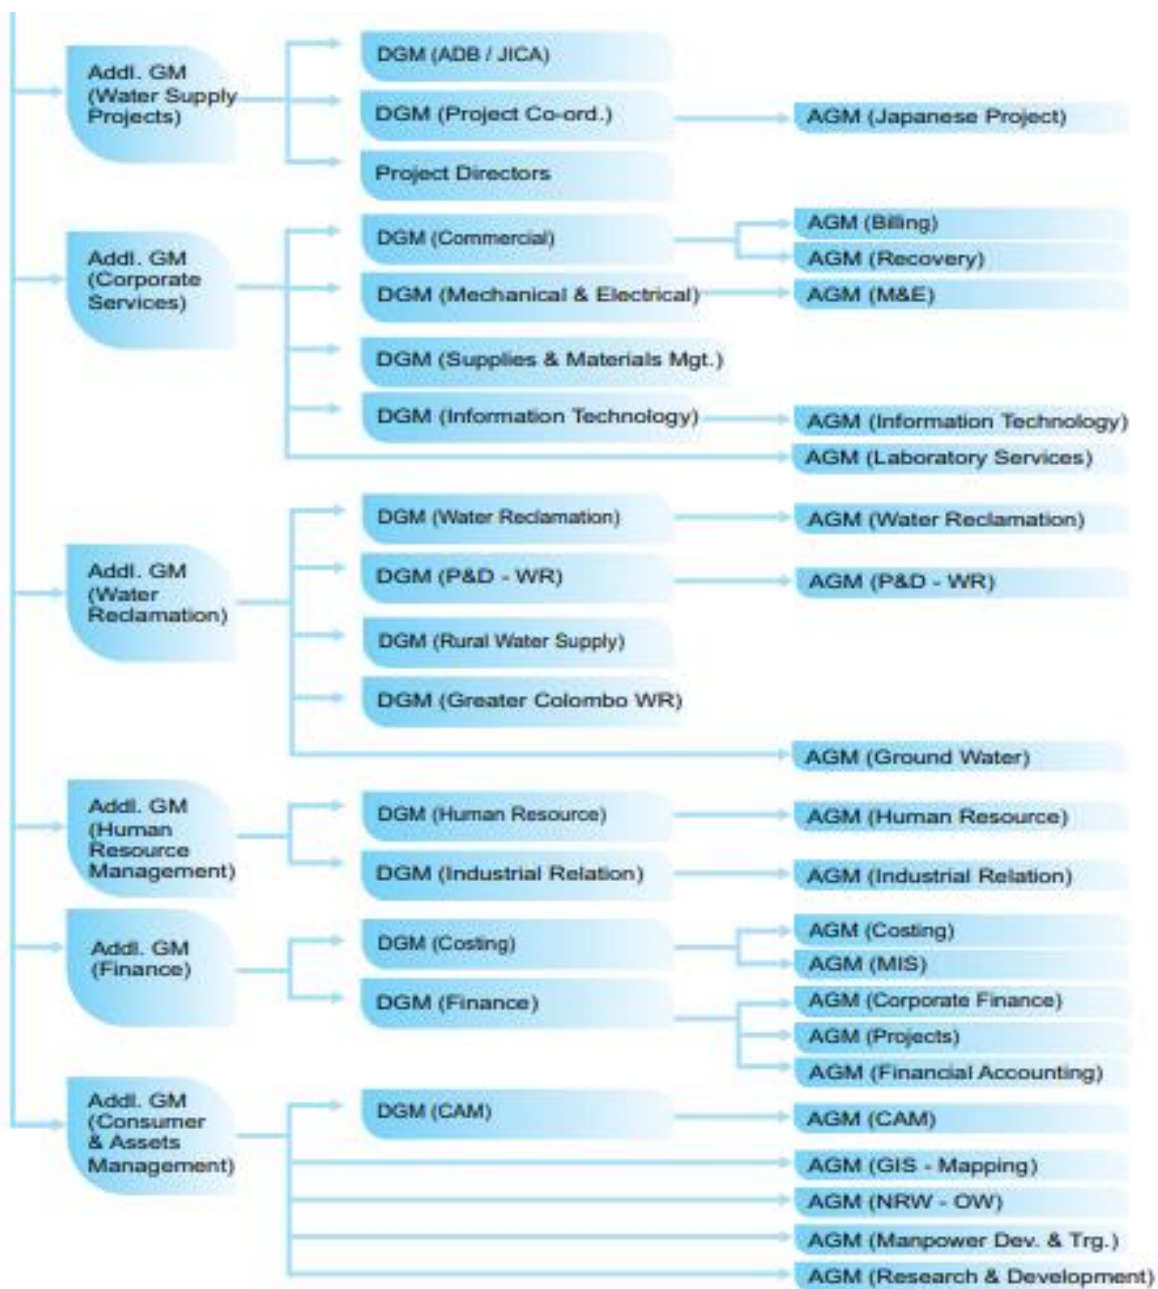 Addl. GM
(Water Supply
Projects)
DGM (ADB / JICA)
DGM (Project Co-ord.)
AGM (Japanese Project)
Project Directors
Addl. GM
(Corporate
Services)
DGM (Commercial)
AGM (Billing)
AGM (Recovery)
DGM (Mechanical & Electrical)
AGM (M&E)
DGM (Supplies & Materials Mgt.)
DGM (Information Technology)
AGM (Information Technology)
AGM (Laboratory Services)
Addl. GM
(Water
Reclamation)
DGM (Water Reclamation)
AGM (Water Reclamation)
DGM (P&D - WR)
AGM (P&D - WR)
DGM (Rural Water Supply)
DGM (Greater Colombo WR)
AGM (Ground Water)
Addl. GM
(Human
Resource
Management)
DGM (Human Resource)
AGM (Human Resource)
DGM (Industrial Relation)
AGM (Industrial Relation)
Addl. GM
(Finance)
DGM (Costing)
AGM (Costing)
AGM (MIS)
DGM (Finance)
AGM (Corporate Finance)
AGM (Projects)
AGM (Financial Accounting)
Addl. GM
(Consumer
& Assets
Management)
DGM (CAM)
AGM (CAM)
AGM (GIS - Mapping)
AGM (NRW - OW)
AGM (Manpower Dev. & Trg.)
AGM (Research & Development)